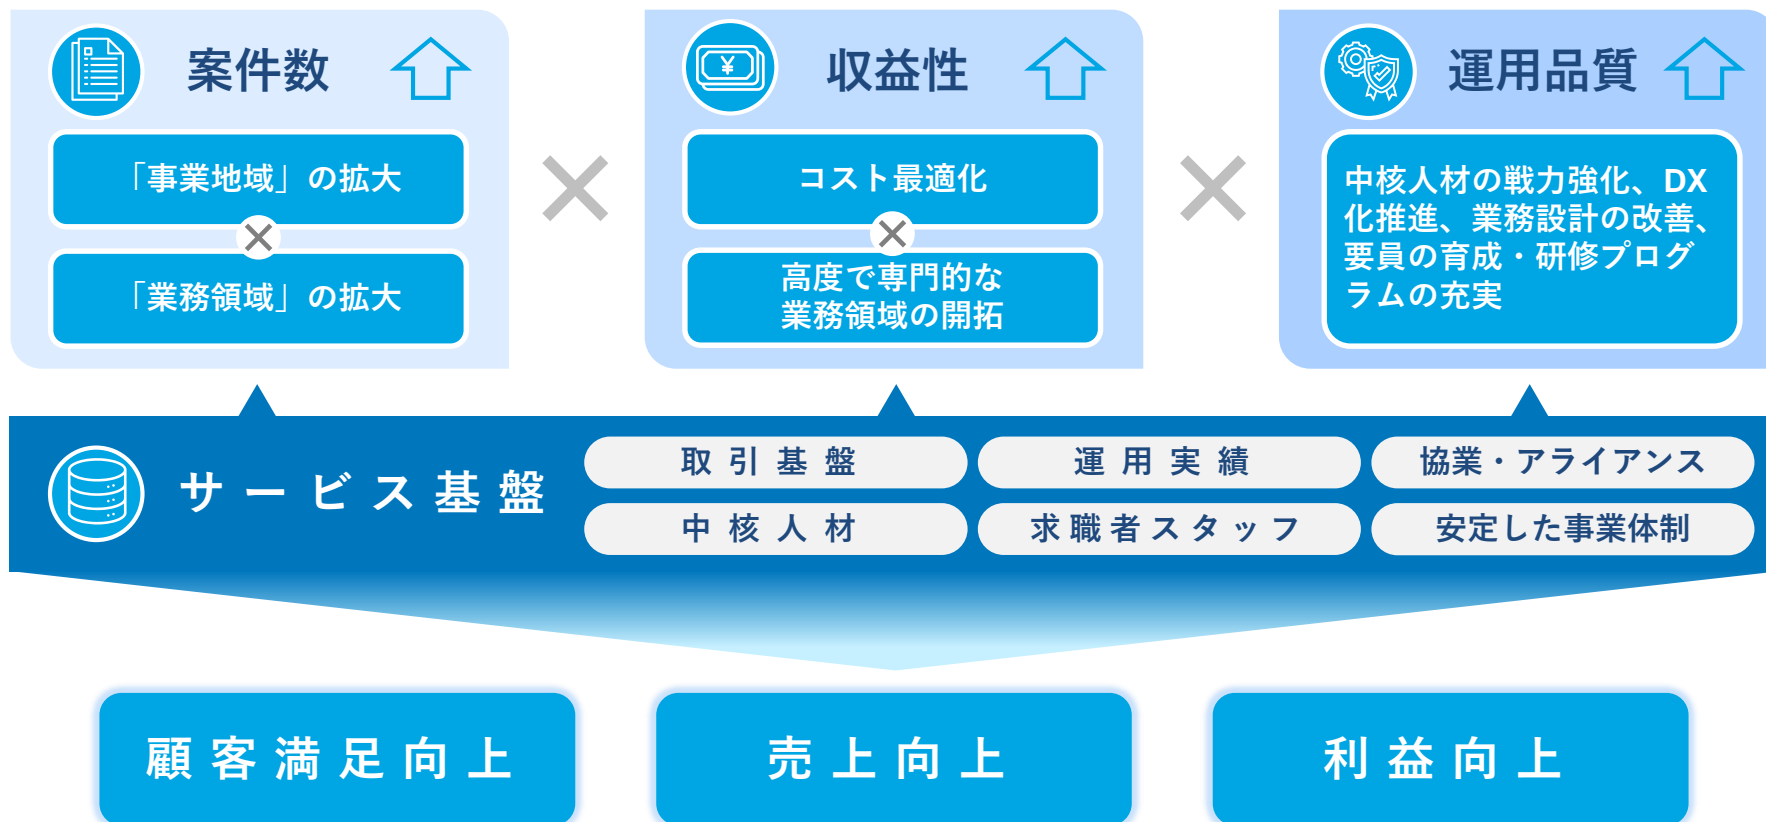 案件数
「事業地域」の拡大
「業務領域」の拡大
収益性
コスト最適化
高度で専門的な
業務領域の開拓
運用品質
中核人材の戦力強化、DX
化推進、業務設計の改善、
要員の育成・研修プログ
ラムの充実
サービス基盤
取引基盤
運用実績
協業・アライアンス
中核人材
求職者スタッフ
安定した事業体制
顧客満足向上
売上向上
利益向上